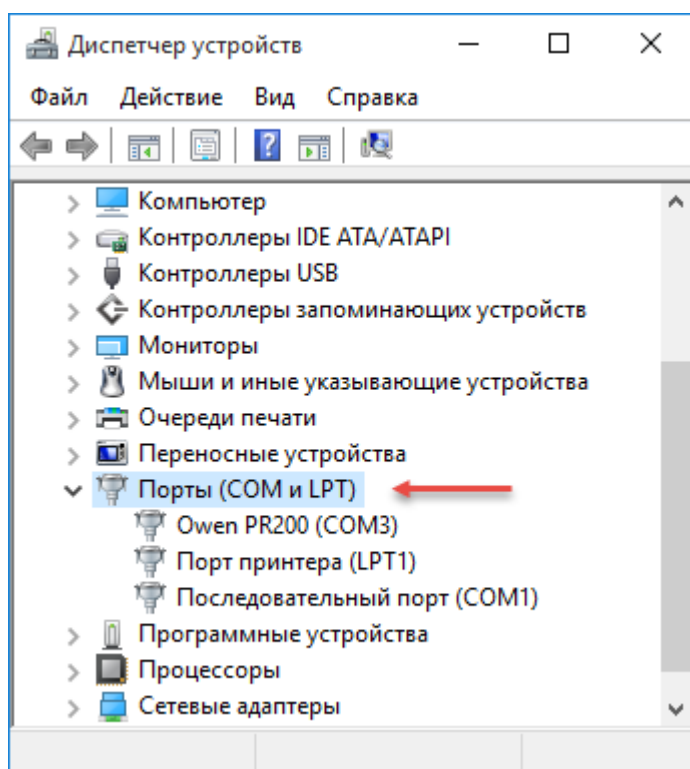 Диспетчер устройств
Файл Действие Вид Справка
Компьютер
Контроллеры IDE ATA/ATAPI
Контроллеры USB
Контроллеры запоминающих устройств
Мониторы
Мыши и иные указывающие устройства
Очереди печати
Переносные устройства
Порты (COM и LPT)
Owen PR200 (COM3)
Порт принтера (LPT1)
Последовательный порт (COM1)
Программные устройства
Процессоры
Сетевые адаптеры